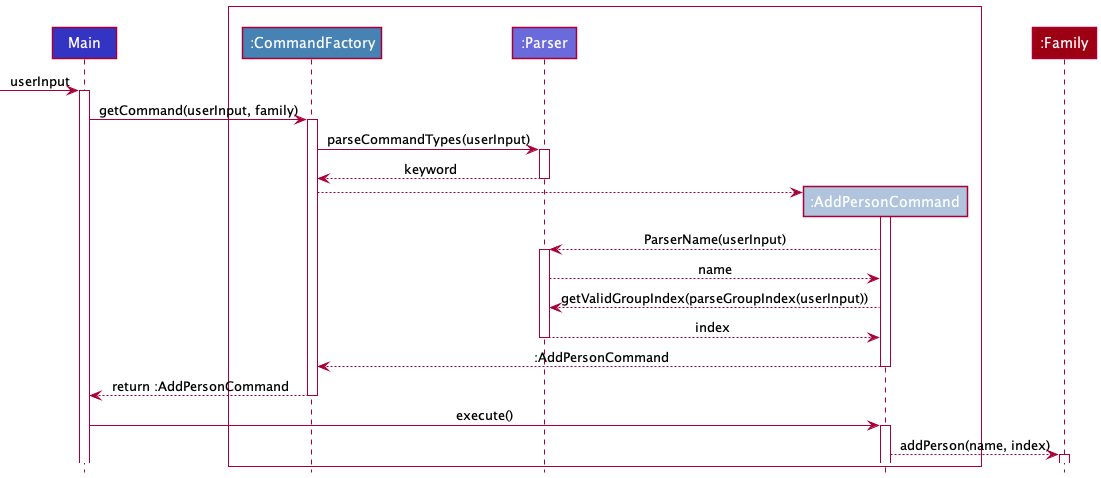 Main
:CommandFactory
:Parser
:Family
userInput
getCommand(userInput, family)
parseCommandTypes(userInput)
keyword
:AddPersonCommand
ParserName(userInput)
name
getValidGroupIndex(parseGroupIndex(userInput))
index
:AddPersonCommand
return :AddPersonCommand
execute()
addPerson(name, index)